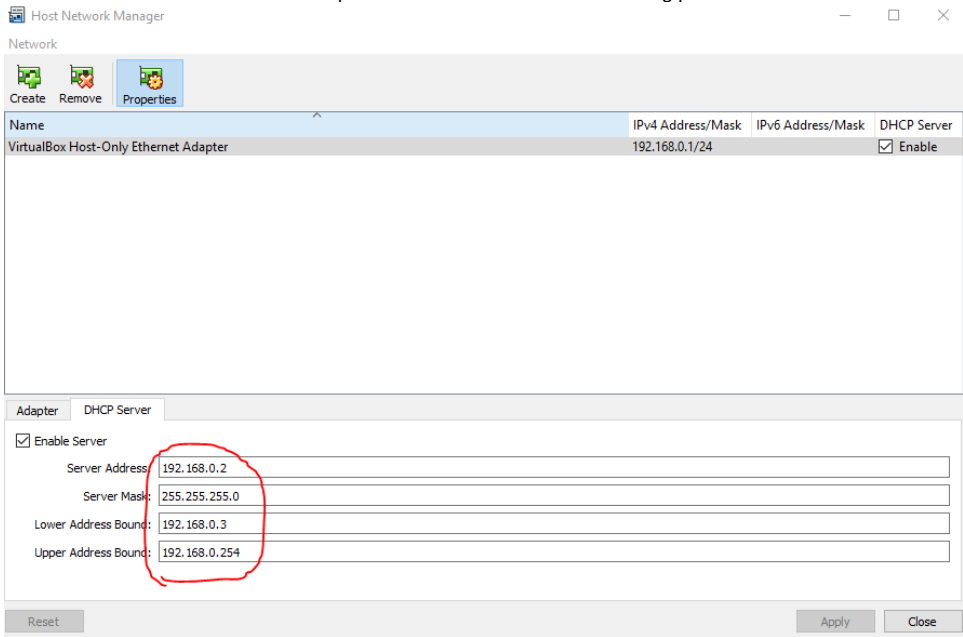 Host Network Manager
Network
Create Remove Properties
Name IPv4 Address/Mask IPv6 Address/Mask DHCP Server
VirtualBox Host-Only Ethernet Adapter 192.168.0.1/24 Enable
Adapter DHCP Server
Enable Server
Server Address: 192.168.0.2
Server Mask: 255.255.255.0
Lower Address Bound: 192.168.0.3
Upper Address Bound: 192.168.0.254
Reset Apply Close